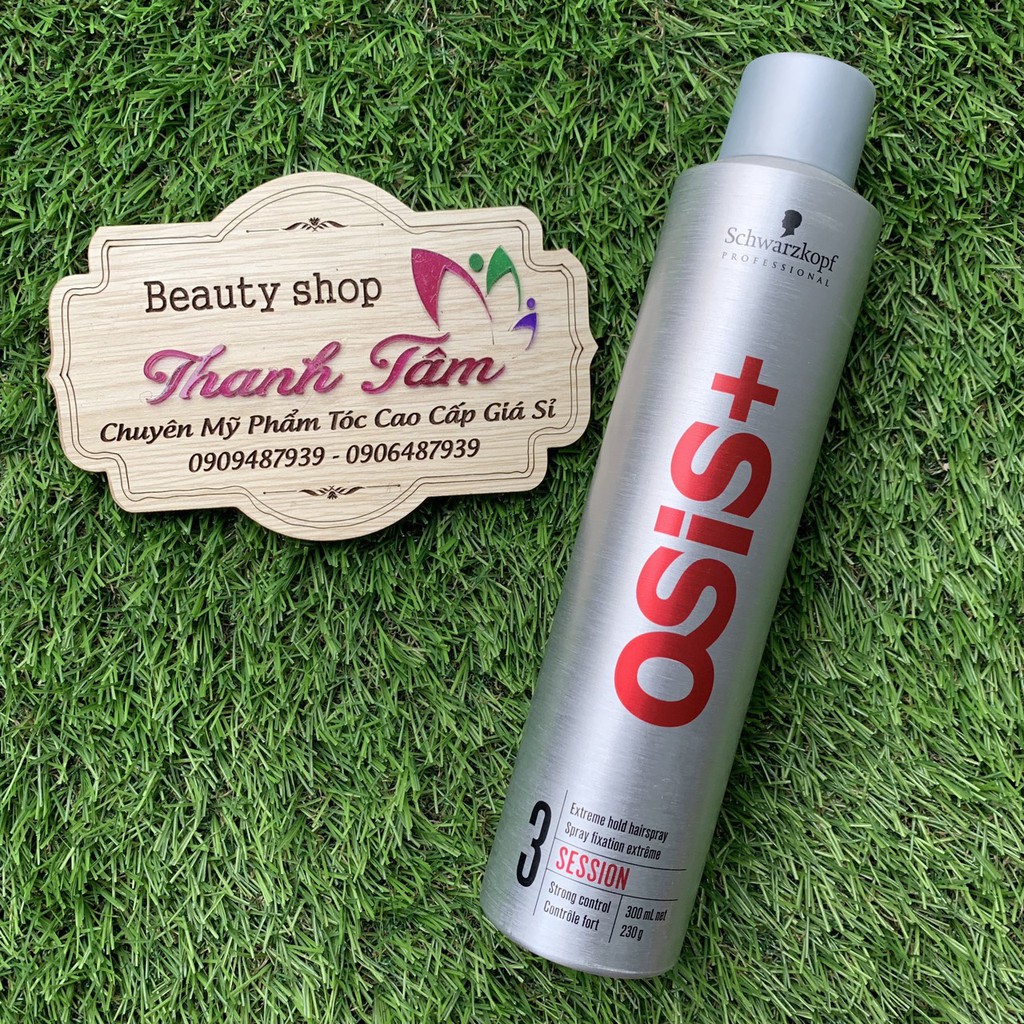 Beauty shop
Thanh Tâm
Chuyên Mỹ Phẩm Tóc Cao Cấp Giá Sỉ
0909487939 - 0906487939
Schwarzkopf
PROFESSIONAL
OSiS+
3
Extreme hold hairspray
Spray fixation extrême
SESSION
Strong control
Contrôle fort
300 mL.net
230 g